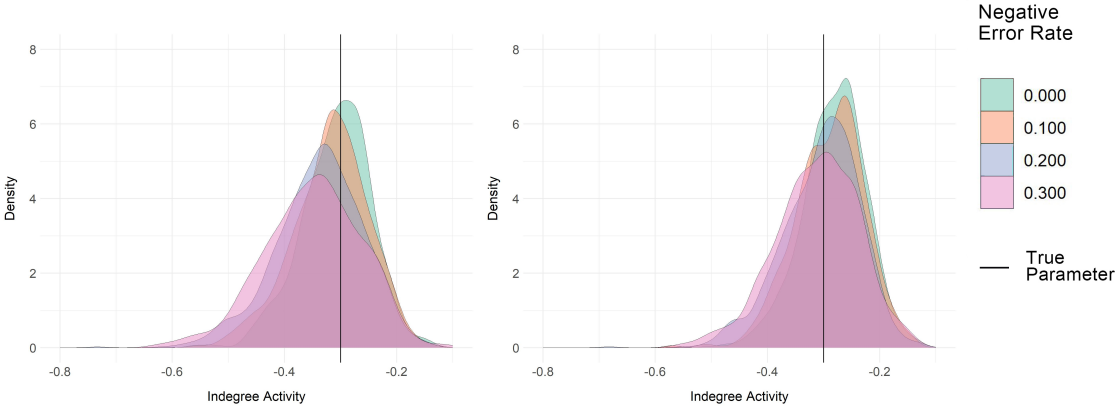 Negative
Error Rate
0.000
0.100
0.200
0.300
True
Parameter
8
6
4
2
0
Density
-0.8
-0.6
-0.4
-0.2
Indegree Activity
8
6
4
2
0
Density
-0.8
-0.6
-0.4
-0.2
Indegree Activity